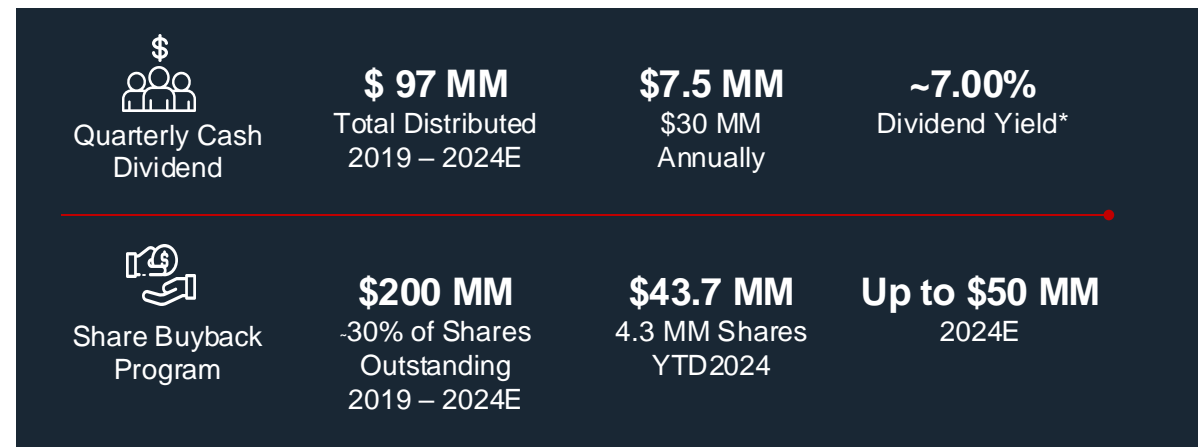 $
Quarterly Cash
Dividend
$ 97 MM
Total Distributed
2019 – 2024E
$7.5 MM
$30 MM
Annually
~7.00%
Dividend Yield*
$
Share Buyback
Program
$200 MM
~30% of Shares
Outstanding
2019 – 2024E
$43.7 MM
4.3 MM Shares
YTD2024
Up to $50 MM
2024E